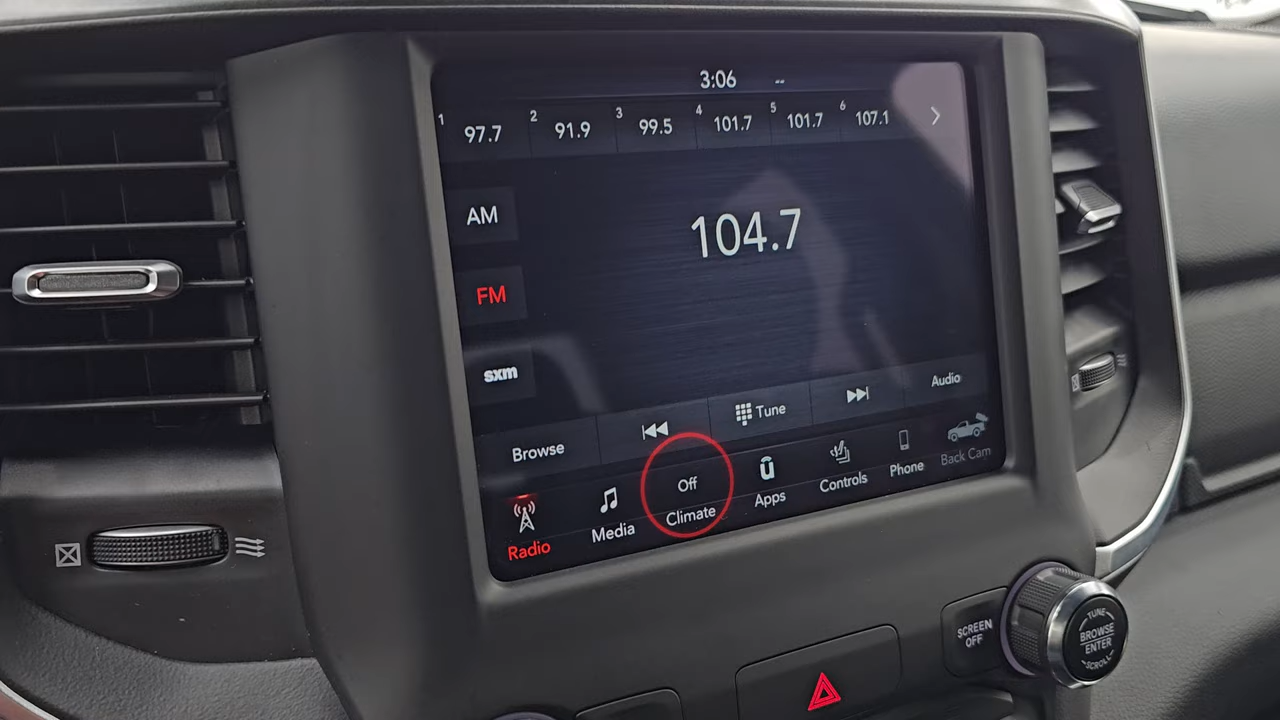 3:06 --
1 97.7 2 91.9 3 99.5 4 101.7 5 101.7 6 107.1
AM
104.7
FM
sxm
Browse Tune Audio
Off
Radio Media Climate Apps Controls Phone Back Cam
SCREEN
OFF
TUNE
BROWSE
ENTER
SCROLL